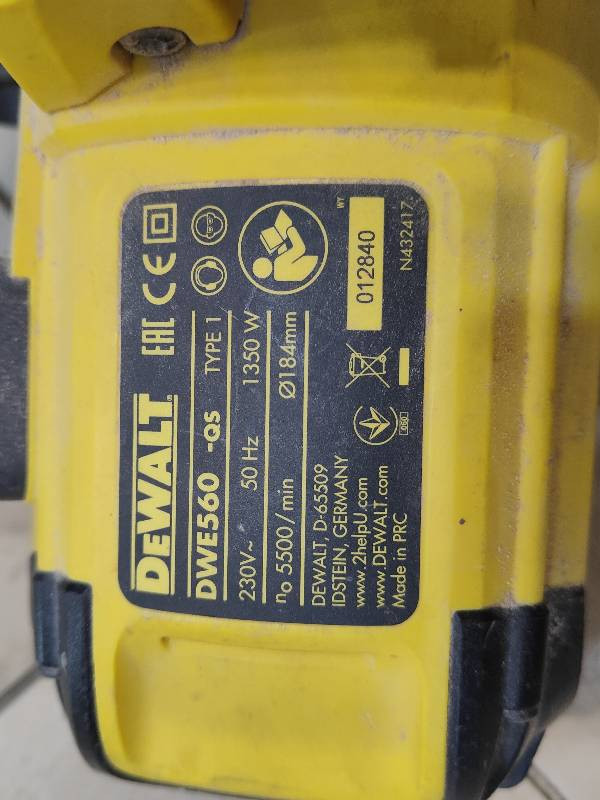 DEWALT
EAC CE
DWE560 -QS TYPE 1
230V~ 50 Hz 1350 W
n₀ 5500/min Ø184mm
DEWALT, D-65509
IDSTEIN, GERMANY
www.2helpU.com
www.DEWALT.com
Made in PRC
WY
012840
N432417